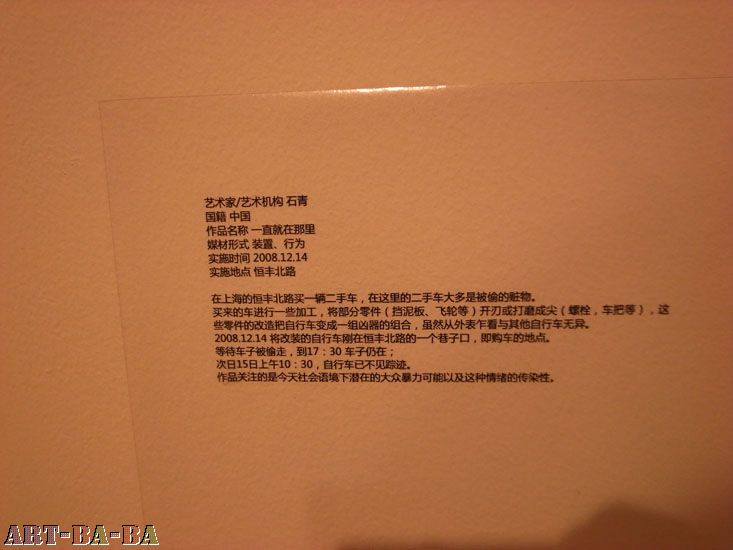 艺术家/艺术机构 石青
国籍 中国
作品名称 一直就在那里
媒材形式 装置、行为
实施时间 2008.12.14
实施地点 恒丰北路
在上海的恒丰北路买一辆二手车，在这里的二手车大多是被偷的赃物。
买来的车进行一些加工，将部分零件（挡泥板、飞轮等）开刃或打磨成尖（螺栓，车把等），这
些零件的改造把自行车变成一组凶器的组合，虽然从外表乍看与其他自行车无异。
2008.12.14 将改装的自行车刚在恒丰北路的一个巷子口，即购车的地点。
等待车子被偷走，到17：30 车子仍在；
次日15日上午10：30，自行车已不见踪迹。
作品关注的是今天社会语境下潜在的大众暴力可能以及这种情绪的传染性。
ART-BA-BA